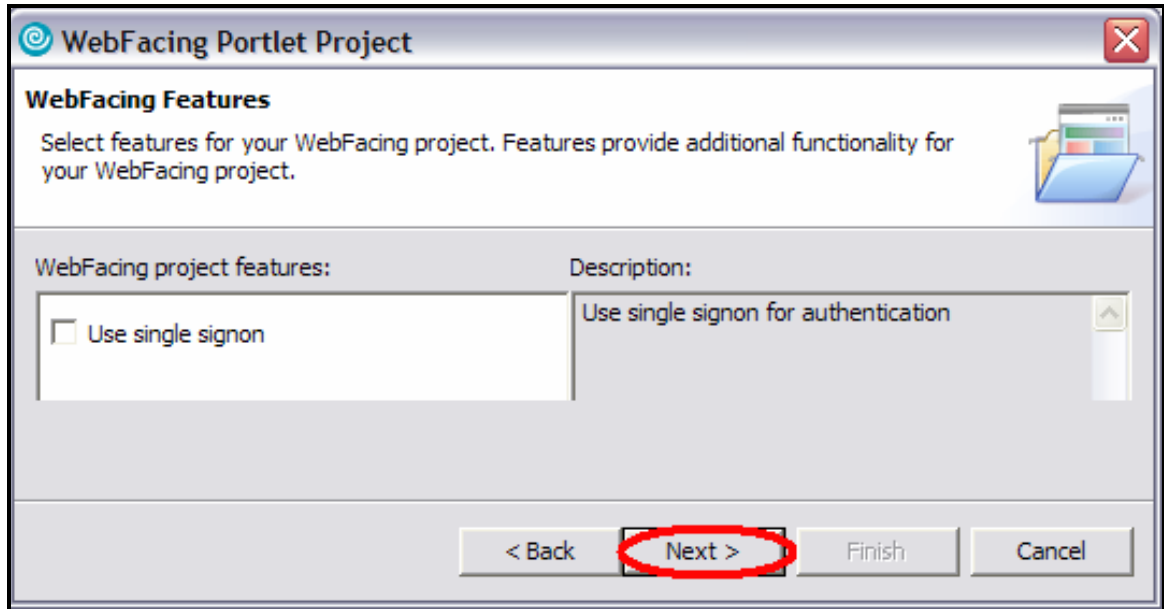 WebFacing Portlet Project
WebFacing Features
Select features for your WebFacing project. Features provide additional functionality for
your WebFacing project.
WebFacing project features:
Description:
Use single signon
Use single signon for authentication
< Back
Next >
Finish
Cancel